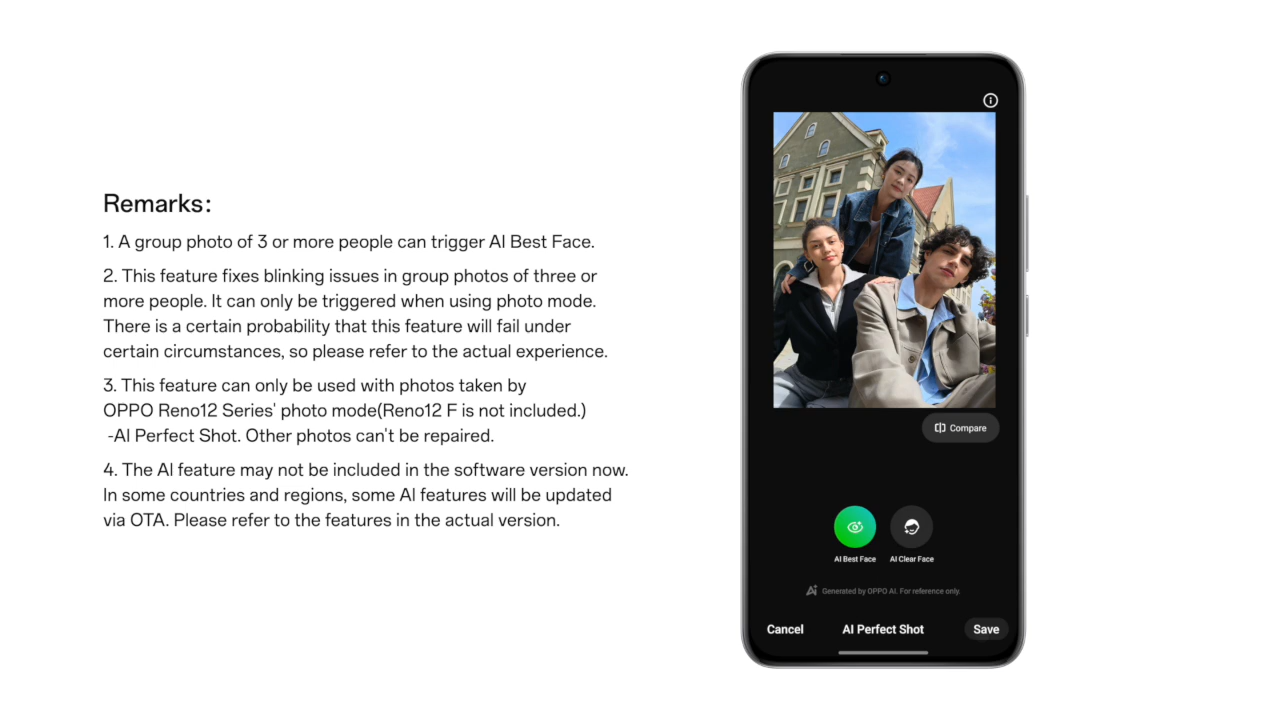 Remarks:
1. A group photo of 3 or more people can trigger AI Best Face.
2. This feature fixes blinking issues in group photos of three or
more people. It can only be triggered when using photo mode.
There is a certain probability that this feature will fail under
certain circumstances, so please refer to the actual experience.
3. This feature can only be used with photos taken by
OPPO Reno12 Series' photo mode(Reno12 F is not included.)
-AI Perfect Shot. Other photos can't be repaired.
4. The AI feature may not be included in the software version now.
In some countries and regions, some AI features will be updated
via OTA. Please refer to the features in the actual version.
Compare
AI Best Face
AI Clear Face
Ai Generated by OPPO AI. For reference only.
Cancel
AI Perfect Shot
Save